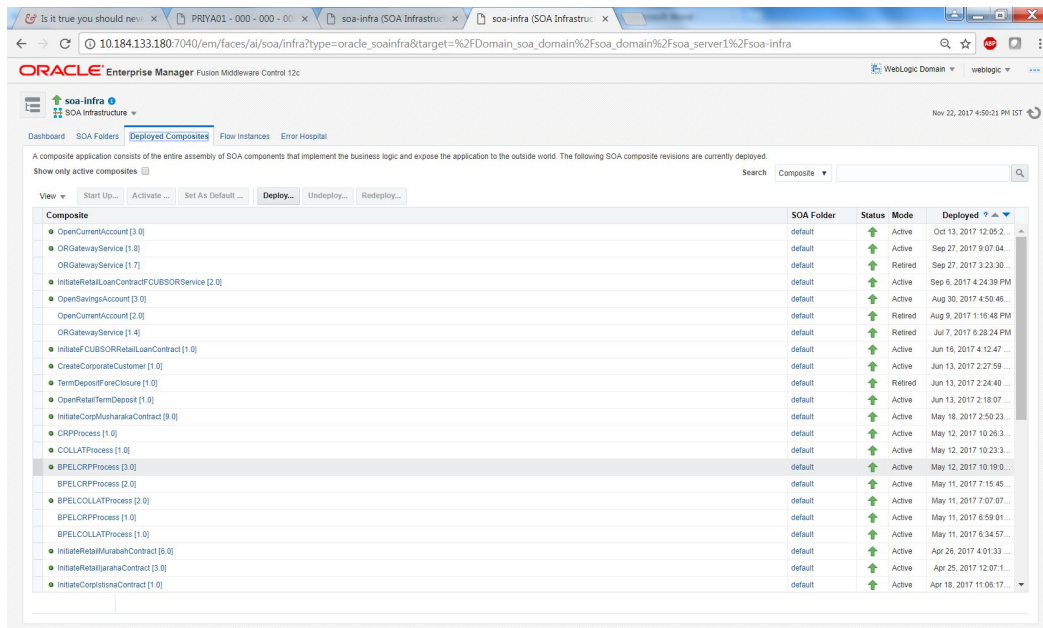 Is it true you should nev
PRIYA01 - 000 - 000 - 00
soa-infra (SOA Infrastruc
soa-infra (SOA Infrastruc
10.184.133.180:7040/em/faces/ai/soa/infra?type=oracle_soainfra&target=%2FDomain_soa_domain%2Fsoa_domain%2Fsoa_server1%2Fsoa-infra
ABP
ORACLE Enterprise Manager Fusion Middleware Control 12c
WebLogic Domain weblogic
soa-infra
SOA Infrastructure
Nov 22, 2017 4:50:21 PM IST
Dashboard SOA Folders Deployed Composites Flow Instances Error Hospital
A composite application consists of the entire assembly of SOA components that implement the business logic and expose the application to the outside world. The following SOA composite revisions are currently deployed.
Show only active composites
Search Composite
View Start Up... Activate ... Set As Default ... Deploy... Undeploy... Redeploy...
Composite SOA Folder Status Mode Deployed ?
OpenCurrentAccount [3.0] default Active Oct 13, 2017 12:05:2...
ORGatewayService [1.8] default Active Sep 27, 2017 9:07:04...
ORGatewayService [1.7] default Retired Sep 27, 2017 3:23:30...
InitiateRetailLoanContractFCUBSORService [2.0] default Active Sep 6, 2017 4:24:39 PM
OpenSavingsAccount [3.0] default Active Aug 30, 2017 4:50:46...
OpenCurrentAccount [2.0] default Retired Aug 9, 2017 1:16:48 PM
ORGatewayService [1.4] default Retired Jul 7, 2017 6:28:24 PM
InitiateFCUBSORRetailLoanContract [1.0] default Active Jun 16, 2017 4:12:47 ...
CreateCorporateCustomer [1.0] default Active Jun 13, 2017 2:27:59 ...
TermDepositForeClosure [1.0] default Retired Jun 13, 2017 2:24:40 ...
OpenRetailTermDeposit [1.0] default Active Jun 13, 2017 2:18:07 ...
InitiateCorpMusharakaContract [9.0] default Active May 18, 2017 2:50:23...
CRPProcess [1.0] default Active May 12, 2017 10:26:3...
COLLATProcess [1.0] default Active May 12, 2017 10:23:3...
BPELCRPProcess [3.0] default Active May 12, 2017 10:19:0...
BPELCRPProcess [2.0] default Active May 11, 2017 7:15:45...
BPELCOLLATProcess [2.0] default Active May 11, 2017 7:07:07...
BPELCRPProcess [1.0] default Active May 11, 2017 6:59:01...
BPELCOLLATProcess [1.0] default Active May 11, 2017 6:34:57...
InitiateRetailMurabahContract [6.0] default Active Apr 26, 2017 4:01:33 ...
InitiateRetailIjarahaContract [3.0] default Active Apr 25, 2017 12:07:1...
InitiateCorpIstisnaContract [1.0] default Active Apr 18, 2017 11:06:17...